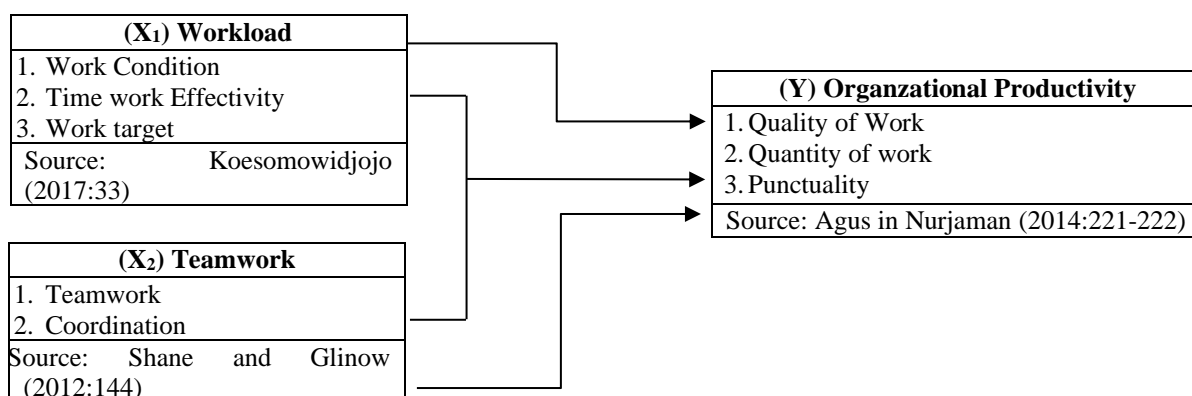 (X1) Workload
1. Work Condition
2. Time work Effectivity
3. Work target
Source: Koesomowidjojo
(2017:33)
(X2) Teamwork
1. Teamwork
2. Coordination
Source: Shane and Glinow
(2012:144)
(Y) Organzational Productivity
1. Quality of Work
2. Quantity of work
3. Punctuality
Source: Agus in Nurjaman (2014:221-222)